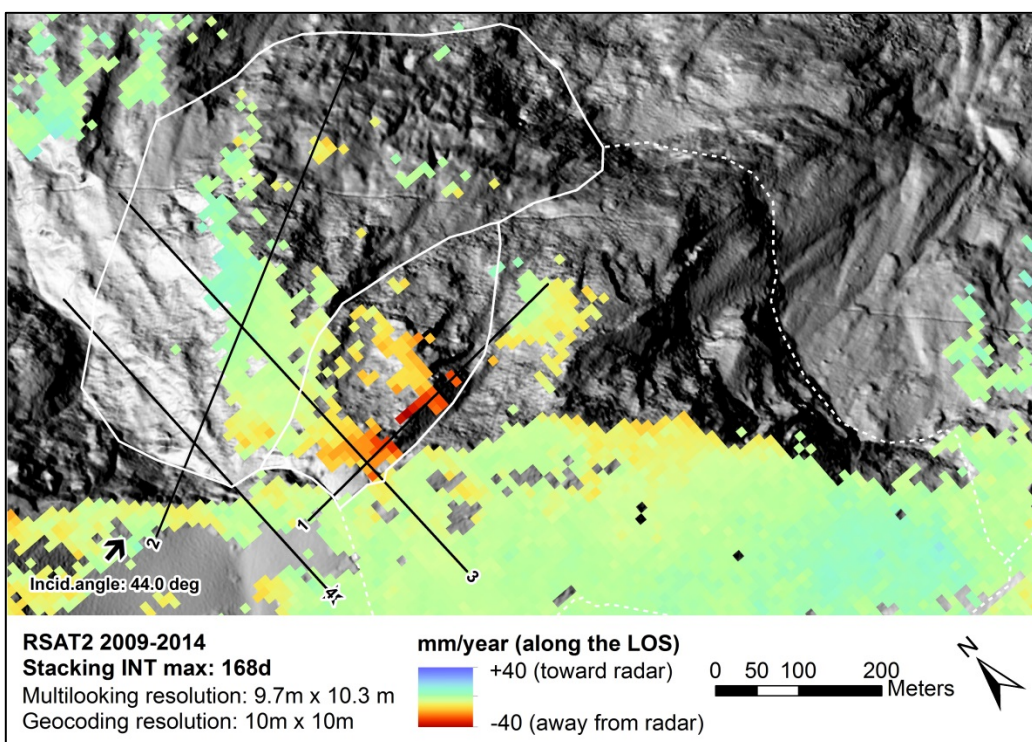 1
2
3
4
Incid.angle: 44.0 deg
RSAT2 2009-2014
Stacking INT max: 168d
Multilooking resolution: 9.7m x 10.3 m
Geocoding resolution: 10m x 10m
mm/year (along the LOS)
+40 (toward radar)
-40 (away from radar)
0 50 100 200
Meters
N